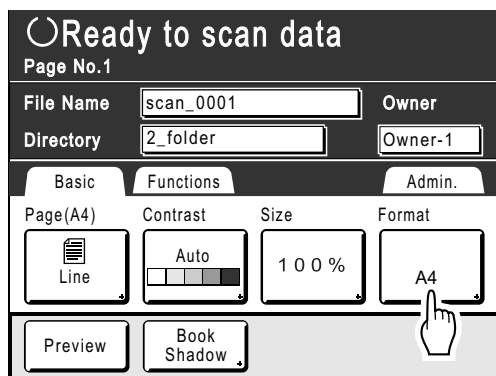 Ready to scan data
Page No.1
File Name scan_0001 Owner
Directory 2_folder Owner-1
Basic Functions Admin.
Page(A4) Contrast Size Format
Line Auto 100% A4
Preview Book Shadow